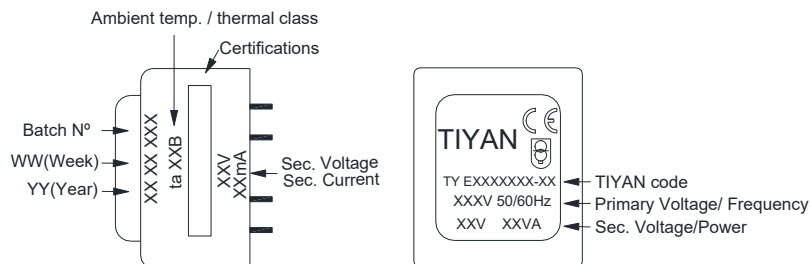 Ambient temp. / thermal class
Certifications
Batch Nº
WW(Week)
YY(Year)
XX XX XXX
ta XXB
XXV
XXmA
Sec. Voltage
Sec. Current
TIYAN
CE
TY EXXXXXXX-XX
XXXV 50/60Hz
XXV XXVA
TIYAN code
Primary Voltage/ Frequency
Sec. Voltage/Power